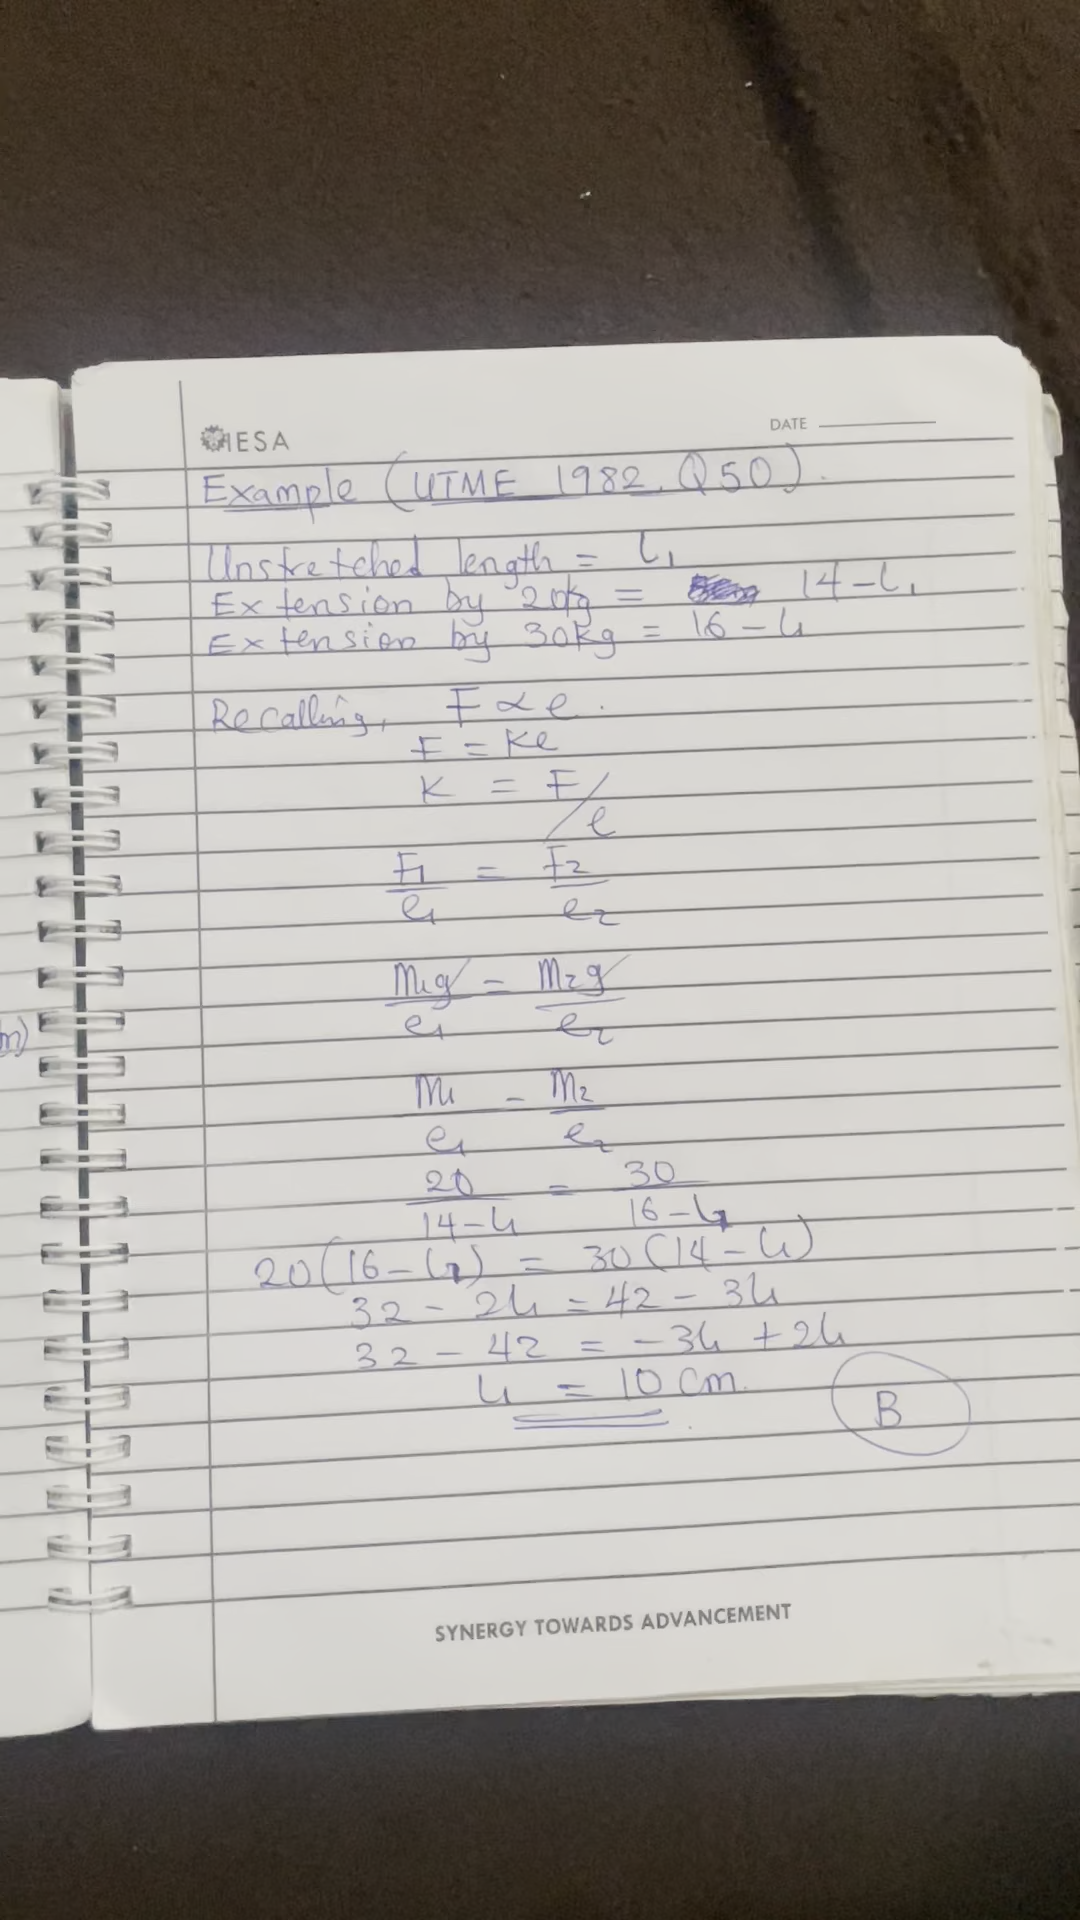 IESA
DATE
Example (UTME 1982, Q50).
Unstretched length = l₁
Extension by 20kg = 14 - l₁
Extension by 30kg = 16 - l₁
Recalling, F ∝ e.
F = Ke
K = F/e
F₁/e₁ = F₂/e₂
m)
M₁g/e₁ = M₂g/e₂
M₁/e₁ = M₂/e₂
20/14-l₁ = 30/16-l₁
20(16-l₁) = 30(14-l₁)
32 - 2l₁ = 42 - 3l₁
32 - 42 = -3l₁ + 2l₁
l₁ = 10 cm.
B
SYNERGY TOWARDS ADVANCEMENT